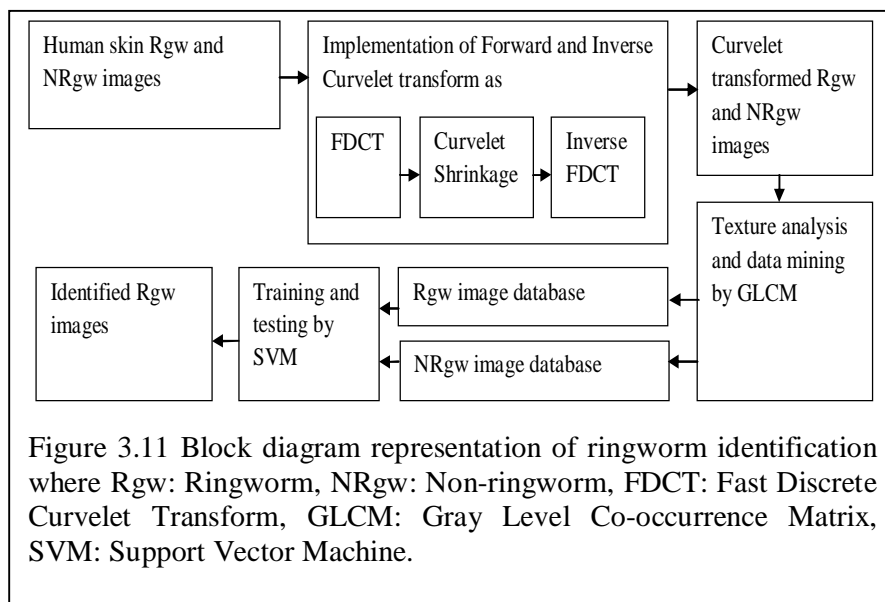 Human skin Rgw and
NRgw images
Implementation of Forward and Inverse
Curvelet transform as
FDCT
Curvelet
Shrinkage
Inverse
FDCT
Curvelet
transformed Rgw
and NRgw
images
Texture analysis
and data mining
by GLCM
Rgw image database
NRgw image database
Training and
testing by
SVM
Identified Rgw
images
Figure 3.11 Block diagram representation of ringworm identification
where Rgw: Ringworm, NRgw: Non-ringworm, FDCT: Fast Discrete
Curvelet Transform, GLCM: Gray Level Co-occurrence Matrix,
SVM: Support Vector Machine.